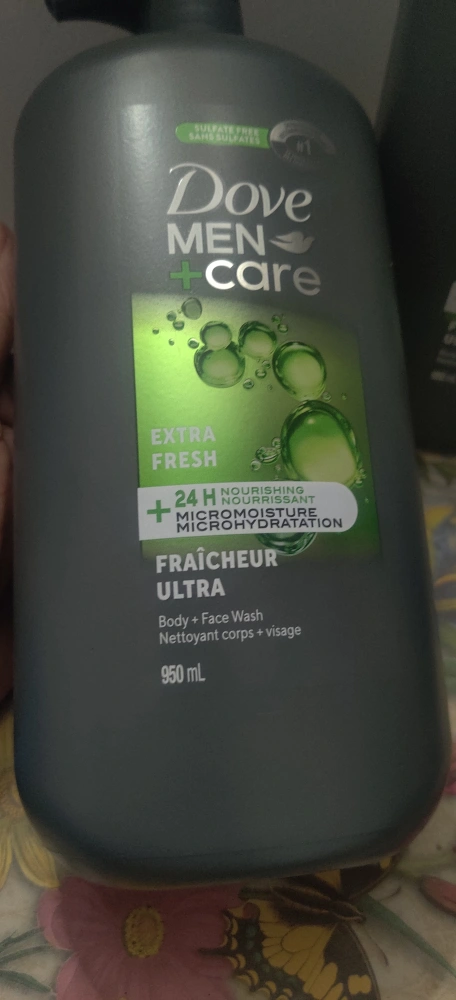 SULFATE FREE
SANS SULFATES
#1
Dove
MEN
+care
EXTRA
FRESH
+ 24 H NOURISHING
NOURRISSANT
MICROMOISTURE
MICROHYDRATATION
FRAÎCHEUR
ULTRA
Body + Face Wash
Nettoyant corps + visage
950 mL